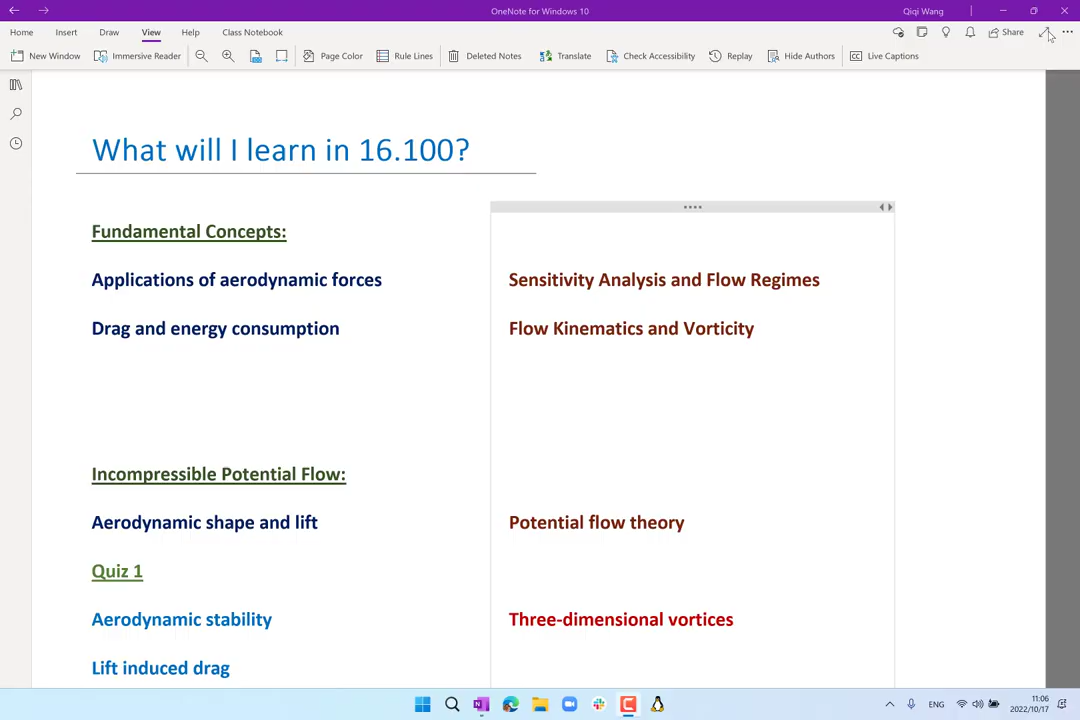 OneNote for Windows 10
Qiqi Wang
Home Insert Draw View Help Class Notebook
Share
New Window Immersive Reader Page Color Rule Lines Deleted Notes Translate Check Accessibility Replay Hide Authors CC Live Captions
What will I learn in 16.100?
Fundamental Concepts:
Applications of aerodynamic forces
Sensitivity Analysis and Flow Regimes
Drag and energy consumption
Flow Kinematics and Vorticity
Incompressible Potential Flow:
Aerodynamic shape and lift
Potential flow theory
Quiz 1
Aerodynamic stability
Three-dimensional vortices
Lift induced drag
ENG
11:06
2022/10/17